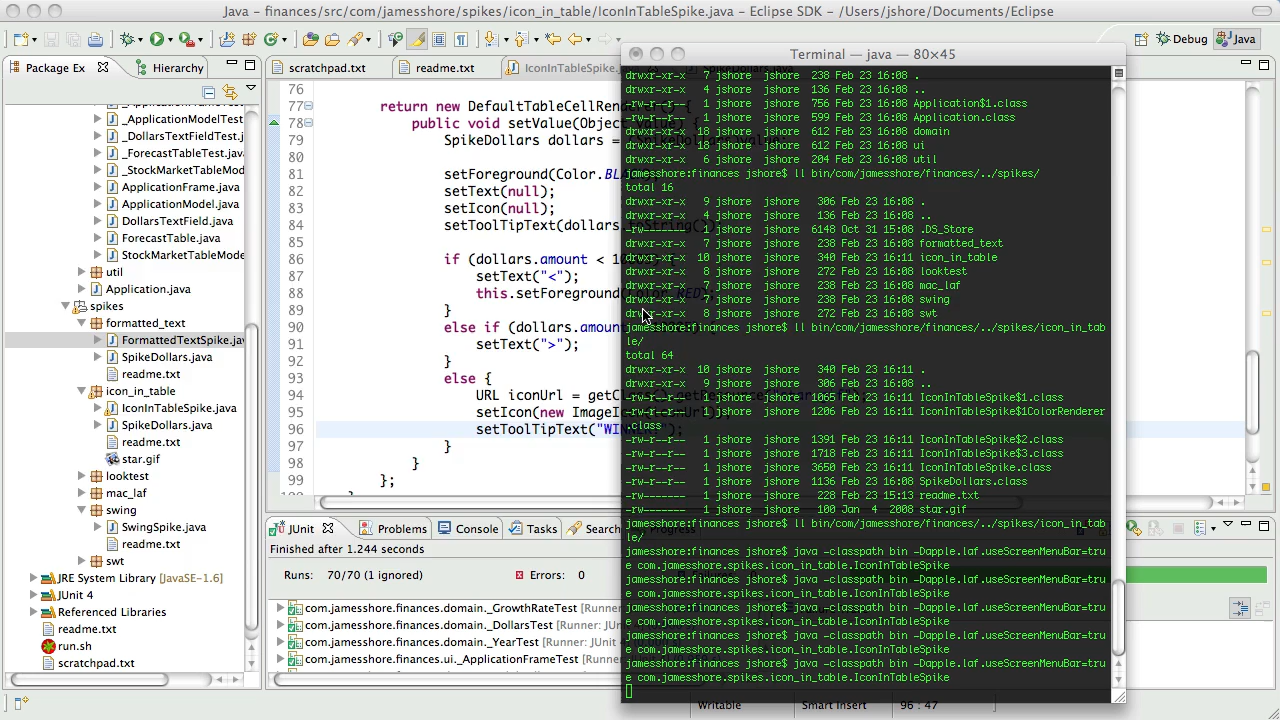 Java - finances/src/com/jamesshore/spikes/icon_in_table/IconInTableSpike.java - Eclipse SDK - /Users/jshore/Documents/Eclipse
Debug
Java
Package Ex
Hierarchy
_ApplicationModelTest
_DollarsTextFieldTest.j
_ForecastTableTest.jav
_StockMarketTableMode
ApplicationFrame.java
ApplicationModel.java
DollarsTextField.java
ForecastTable.java
StockMarketTableMode
util
Application.java
spikes
formatted_text
FormattedTextSpike.jav
SpikeDollars.java
readme.txt
icon_in_table
IconInTableSpike.java
SpikeDollars.java
readme.txt
star.gif
looktest
mac_laf
swing
SwingSpike.java
readme.txt
swt
JRE System Library [JavaSE-1.6]
JUnit 4
Referenced Libraries
readme.txt
run.sh
scratchpad.txt
scratchpad.txt
readme.txt
IconInTableSpike.
76
77 return new DefaultTableCellRenderer() {
78 public void setValue(Object value) {
79 SpikeDollars dollars =
80
81 setForeground(Color.BL
82 setText(null);
83 setIcon(null);
84 setToolTipText(dollars.toString());
85
86 if (dollars.amount < 10
87 setText("<");
88 this.setForeground(Color.RED);
89 }
90 else if (dollars.amoun
91 setText(">");
92 }
93 else {
94 URL iconUrl = getClass().getResource(
95 setIcon(new ImageIcon(iconUrl));
96 setToolTipText("WINNER!");
97 }
98 }
99 };
JUnit
Problems
Console
Tasks
Search
Progress
Finished after 1.244 seconds
Runs: 70/70 (1 ignored)
Errors: 0
com.jamesshore.finances.domain._GrowthRateTest [Runner:
com.jamesshore.finances.domain._DollarsTest [Runner: JUn
com.jamesshore.finances.domain._YearTest [Runner: JUnit
com.jamesshore.finances.ui._ApplicationFrameTest [Runner
Writable
Smart Insert
96 : 47
Terminal — java — 80×45
drwxr-xr-x 7 jshore jshore 238 Feb 23 16:08 .
drwxr-xr-x 4 jshore jshore 136 Feb 23 16:08 ..
-rw-r--r-- 1 jshore jshore 756 Feb 23 16:08 Application$1.class
-rw-r--r-- 1 jshore jshore 599 Feb 23 16:08 Application.class
drwxr-xr-x 18 jshore jshore 612 Feb 23 16:08 domain
drwxr-xr-x 18 jshore jshore 612 Feb 23 16:08 ui
drwxr-xr-x 6 jshore jshore 204 Feb 23 16:08 util
jamesshore:finances jshore$ ll bin/com/jamesshore/finances/../spikes/
total 16
drwxr-xr-x 9 jshore jshore 306 Feb 23 16:08 .
drwxr-xr-x 4 jshore jshore 136 Feb 23 16:08 ..
-rw------- 1 jshore jshore 6148 Oct 31 15:08 .DS_Store
drwxr-xr-x 7 jshore jshore 238 Feb 23 16:08 formatted_text
drwxr-xr-x 10 jshore jshore 340 Feb 23 16:11 icon_in_table
drwxr-xr-x 8 jshore jshore 272 Feb 23 16:08 looktest
drwxr-xr-x 7 jshore jshore 238 Feb 23 16:08 mac_laf
drwxr-xr-x 7 jshore jshore 238 Feb 23 16:08 swing
drwxr-xr-x 8 jshore jshore 272 Feb 23 16:08 swt
jamesshore:finances jshore$ ll bin/com/jamesshore/finances/../spikes/icon_in_tab
le/
total 64
drwxr-xr-x 10 jshore jshore 340 Feb 23 16:11 .
drwxr-xr-x 9 jshore jshore 306 Feb 23 16:08 ..
-rw-r--r-- 1 jshore jshore 1065 Feb 23 16:11 IconInTableSpike$1.class
-rw-r--r-- 1 jshore jshore 1206 Feb 23 16:11 IconInTableSpike$1ColorRenderer
.class
-rw-r--r-- 1 jshore jshore 1391 Feb 23 16:11 IconInTableSpike$2.class
-rw-r--r-- 1 jshore jshore 1718 Feb 23 16:11 IconInTableSpike$3.class
-rw-r--r-- 1 jshore jshore 3650 Feb 23 16:11 IconInTableSpike.class
-rw-r--r-- 1 jshore jshore 1136 Feb 23 16:08 SpikeDollars.class
-rw------- 1 jshore jshore 228 Feb 23 15:13 readme.txt
-rw------- 1 jshore jshore 100 Jan 4 2008 star.gif
jamesshore:finances jshore$ ll bin/com/jamesshore/finances/../spikes/icon_in_tab
le/
jamesshore:finances jshore$ java -classpath bin -Dapple.laf.useScreenMenuBar=tru
e com.jamesshore.spikes.icon_in_table.IconInTableSpike
jamesshore:finances jshore$ java -classpath bin -Dapple.laf.useScreenMenuBar=tru
e com.jamesshore.spikes.icon_in_table.IconInTableSpike
jamesshore:finances jshore$ java -classpath bin -Dapple.laf.useScreenMenuBar=tru
e com.jamesshore.spikes.icon_in_table.IconInTableSpike
jamesshore:finances jshore$ java -classpath bin -Dapple.laf.useScreenMenuBar=tru
e com.jamesshore.spikes.icon_in_table.IconInTableSpike
jamesshore:finances jshore$ java -classpath bin -Dapple.laf.useScreenMenuBar=tru
e com.jamesshore.spikes.icon_in_table.IconInTableSpike